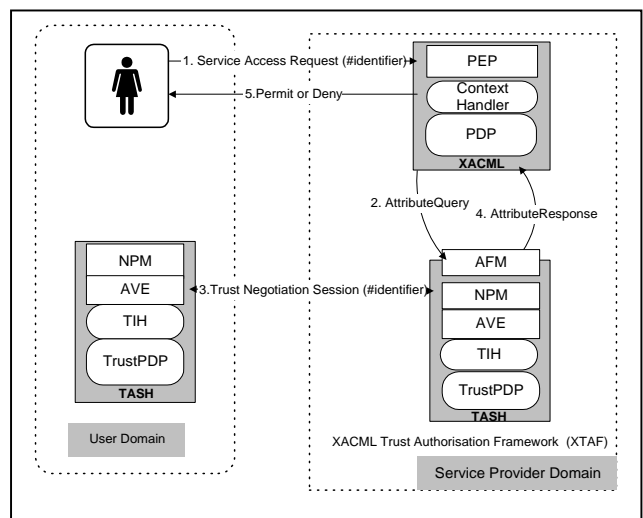 1. Service Access Request (#identifier)
5.Permit or Deny
PEP
Context
Handler
PDP
XACML
2. AttributeQuery
4. AttributeResponse
AFM
NPM
AVE
TIH
TrustPDP
TASH
3.Trust Negotiation Session (#identifier)
NPM
AVE
TIH
TrustPDP
TASH
User Domain
XACML Trust Authorisation Framework (XTAF)
Service Provider Domain